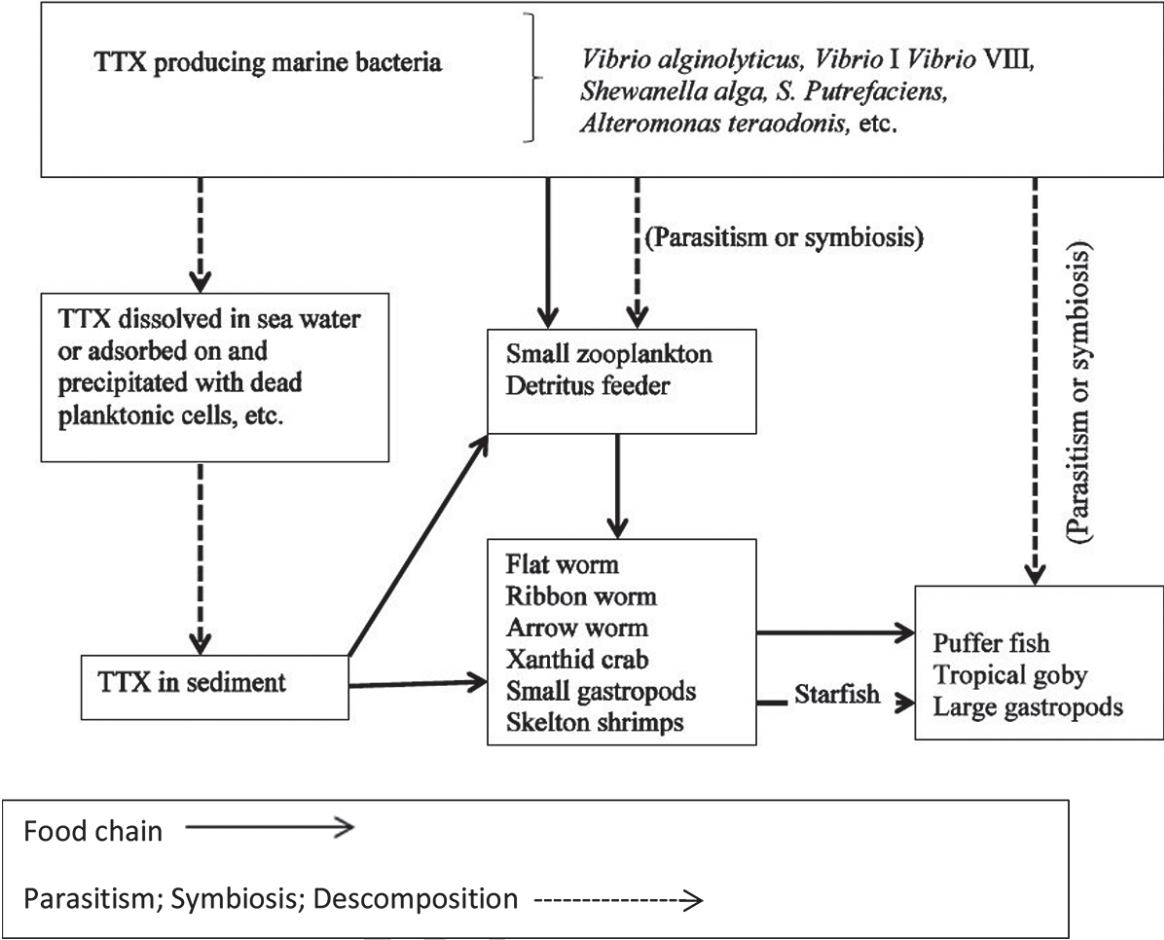 TTX producing marine bacteria
Vibrio alginolyticus, Vibrio I Vibrio VIII,
Shewanella alga, S. Putrefaciens,
Alteromonas teraodonis, etc.
(Parasitism or symbiosis)
(Parasitism or symbiosis)
TTX dissolved in sea water
or adsorbed on and
precipitated with dead
planktonic cells, etc.
Small zooplankton
Detritus feeder
Flat worm
Ribbon worm
Arrow worm
Xanthid crab
Small gastropods
Skelton shrimps
TTX in sediment
Starfish
Puffer fish
Tropical goby
Large gastropods
Food chain
Parasitism; Symbiosis; Descomposition